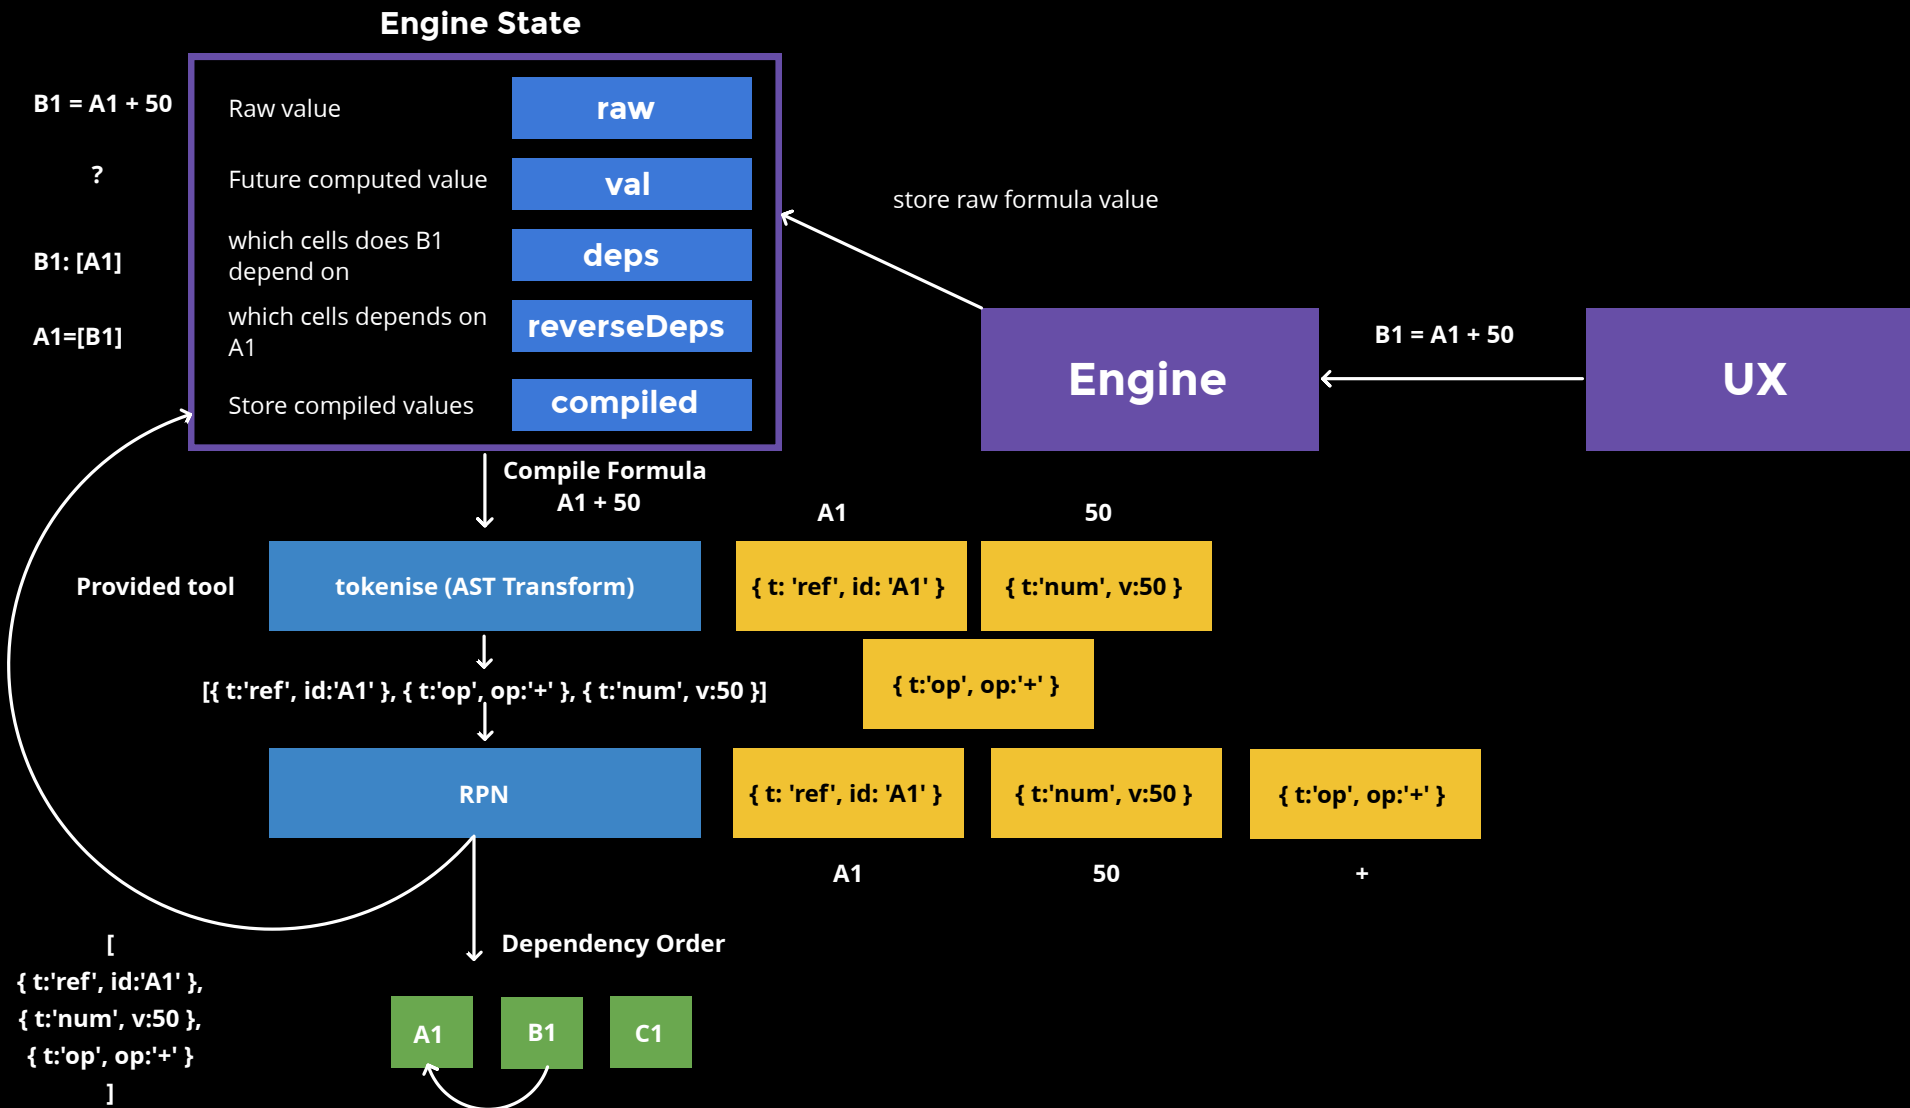 Engine State
B1 = A1 + 50
Raw value
raw
?
Future computed value
val
B1: [A1]
which cells does B1
depend on
deps
A1=[B1]
which cells depends on
A1
reverseDeps
Store compiled values
compiled
store raw formula value
Engine
B1 = A1 + 50
UX
Compile Formula
A1 + 50
A1
50
Provided tool
tokenise (AST Transform)
{ t: 'ref', id: 'A1' }
{ t:'num', v:50 }
[{ t:'ref', id:'A1' }, { t:'op', op:'+' }, { t:'num', v:50 }]
{ t:'op', op:'+' }
RPN
{ t: 'ref', id: 'A1' }
{ t:'num', v:50 }
{ t:'op', op:'+' }
A1
50
+
Dependency Order
[
{ t:'ref', id:'A1' },
{ t:'num', v:50 },
{ t:'op', op:'+' }
]
A1
B1
C1